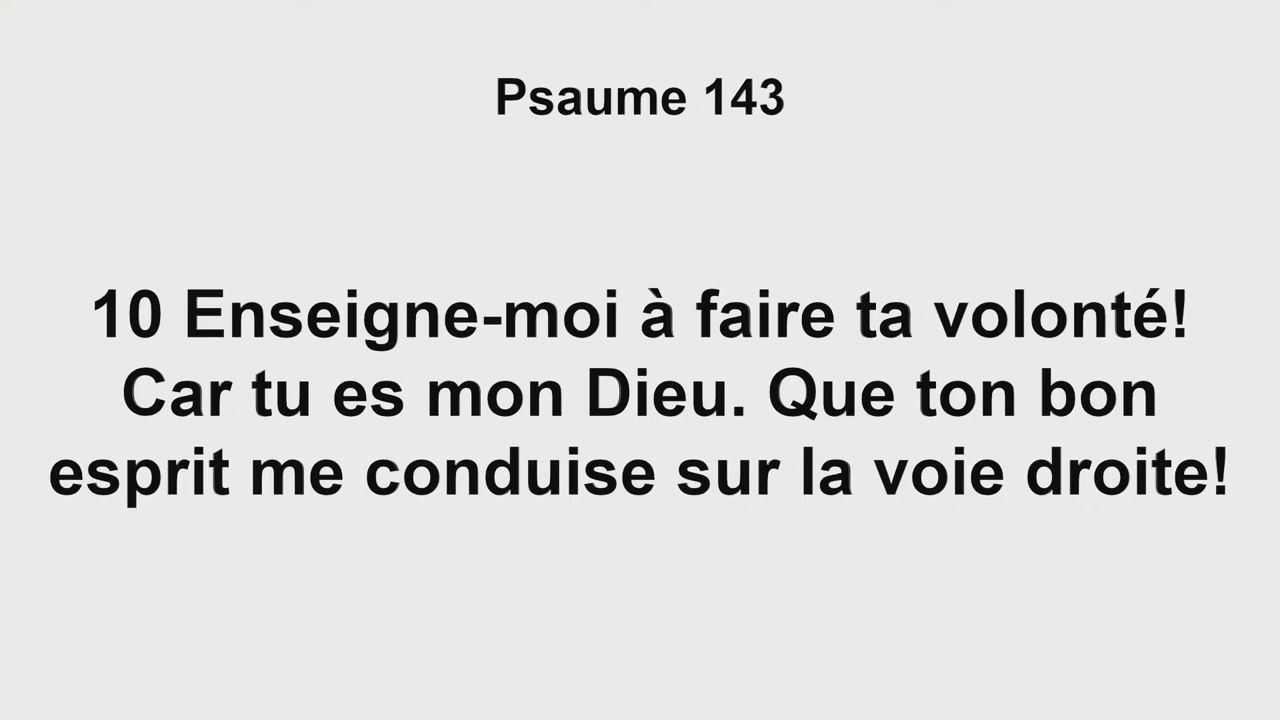 Psaume 143
10 Enseigne-moi à faire ta volonté!
Car tu es mon Dieu. Que ton bon
esprit me conduise sur la voie droite!